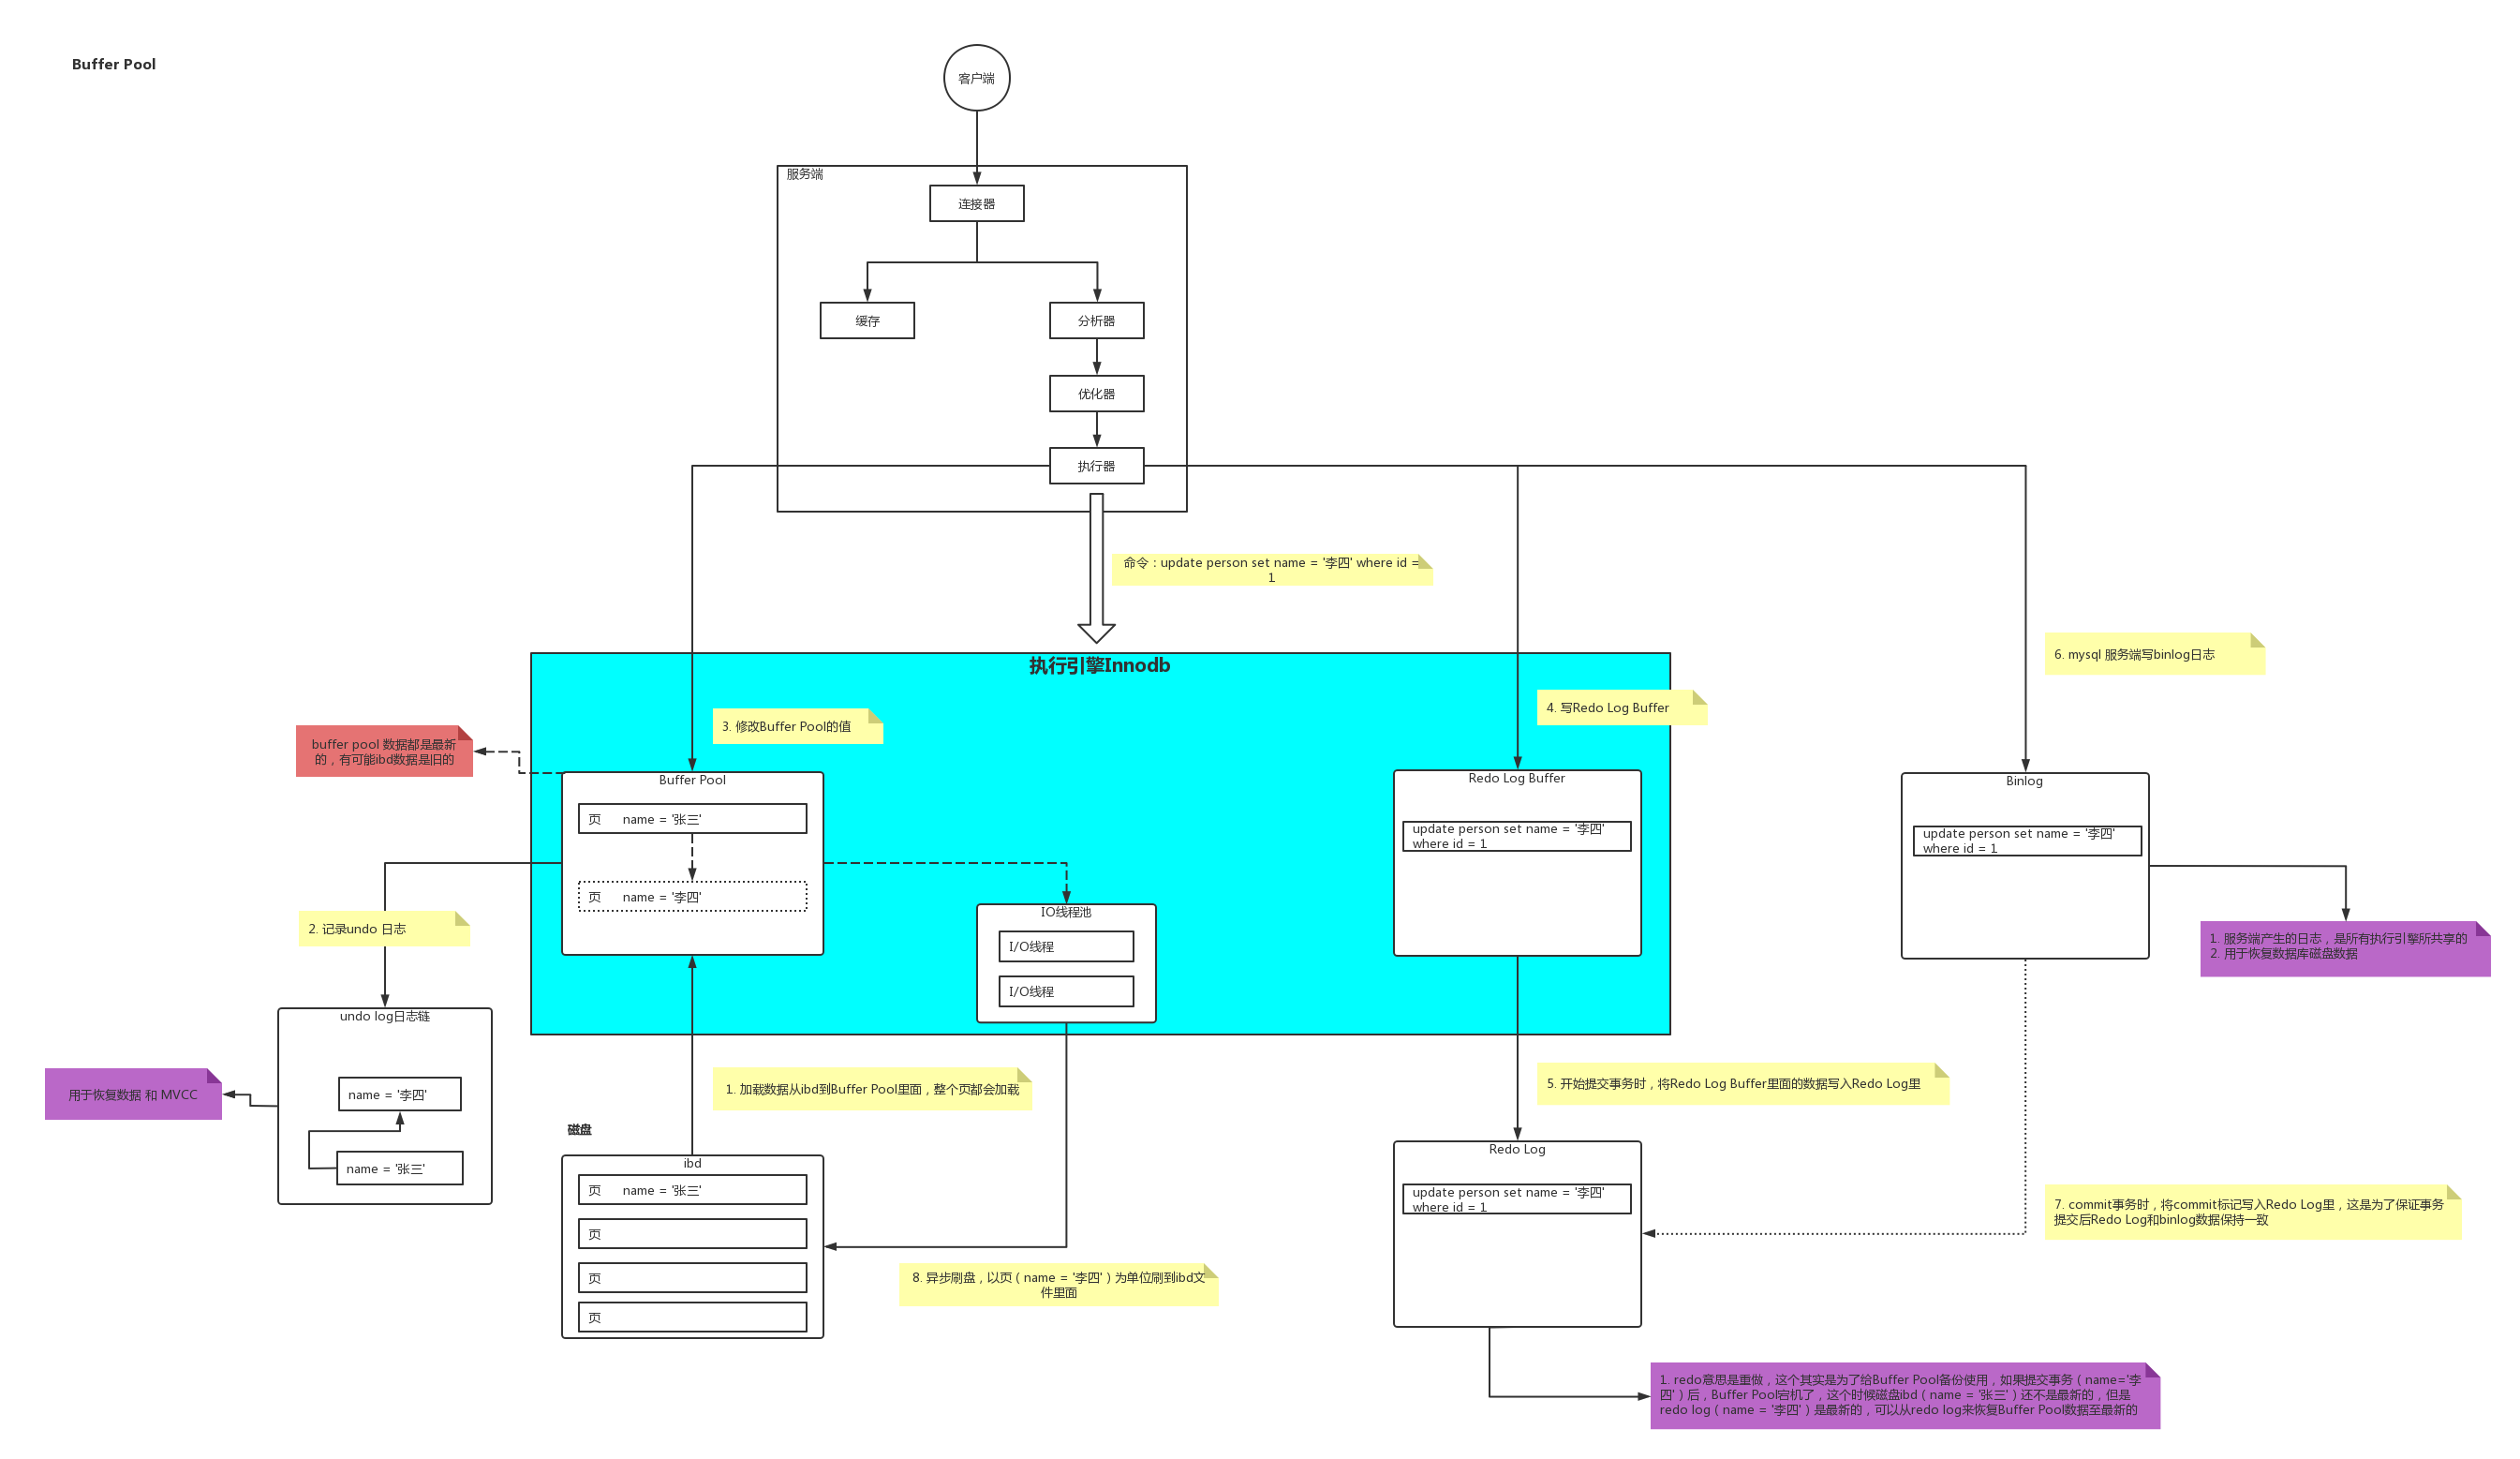 Buffer Pool
客户端
服务端
连接器
缓存
分析器
优化器
执行器
命令：update person set name = '李四' where id =
1
执行引擎Innodb
6. mysql 服务端写binlog日志
4. 写Redo Log Buffer
3. 修改Buffer Pool的值
buffer pool 数据都是最新
的，有可能ibd数据是旧的
Buffer Pool
页 name = '张三'
页 name = '李四'
Redo Log Buffer
update person set name = '李四'
where id = 1
Binlog
update person set name = '李四'
where id = 1
IO线程池
I/O线程
I/O线程
2. 记录undo 日志
1. 服务端产生的日志，是所有执行引擎所共享的
2. 用于恢复数据库磁盘数据
undo log日志链
name = '李四'
name = '张三'
用于恢复数据 和 MVCC
1. 加载数据从ibd到Buffer Pool里面，整个页都会加载
5. 开始提交事务时，将Redo Log Buffer里面的数据写入Redo Log里
磁盘
ibd
页 name = '张三'
页
页
页
Redo Log
update person set name = '李四'
where id = 1
7. commit事务时，将commit标记写入Redo Log里，这是为了保证事务
提交后Redo Log和binlog数据保持一致
8. 异步刷盘，以页（name = '李四'）为单位刷到ibd文
件里面
1. redo意思是重做，这个其实是为了给Buffer Pool备份使用，如果提交事务（name='李
四'）后，Buffer Pool宕机了，这个时候磁盘ibd（name = '张三'）还不是最新的，但是
redo log（name = '李四'）是最新的，可以从redo log来恢复Buffer Pool数据至最新的